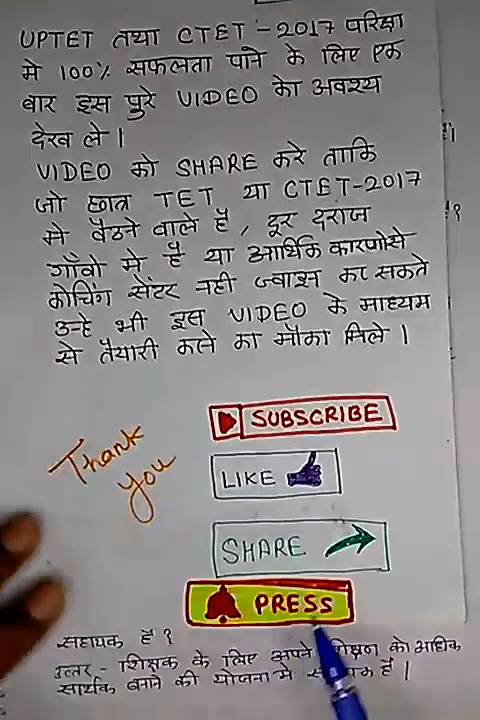 UPTET तथा CTET-2017 परिक्षा
मे 100% सफलता पाने के लिए एक
बार इस पुरे VIDEO को अवश्य
देख ले ।
VIDEO को SHARE करे ताकि
जो छात्र TET या CTET-2017
मे बैठने वाले हैं, दूर दराज
गाँवो मे है या आर्थिक कारणोसे
कोचिंग सेंटर नही ज्वाइन कर सकते
उन्हे भी इस VIDEO के माध्यम
से तैयारी करने का मौका मिले ।
SUBSCRIBE
Thank
you
LIKE
SHARE
PRESS
सहायक हैं ?
उत्तर - शिक्षक के लिए अपने शिक्षण को अधिक
सार्थक बनाने की योजना मे है ।